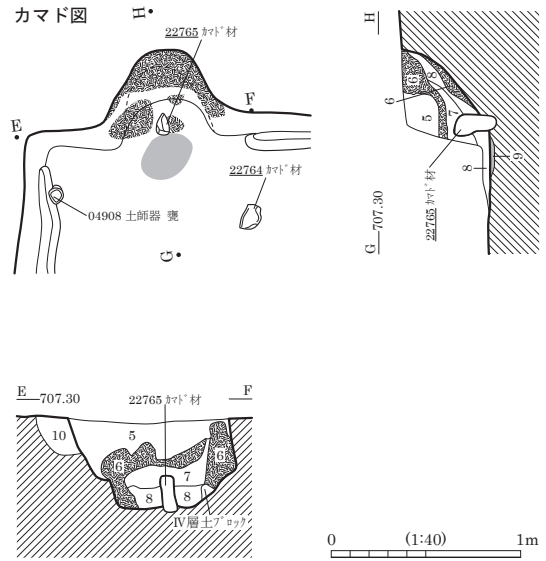 カマド図
H
22765 ｶﾏﾄﾞ材
E
F
22764 ｶﾏﾄﾞ材
04908 土師器 甕
G
H
6
8
6
5
7
22765 ｶﾏﾄﾞ材
8
9
G 707.30
E 707.30
22765 ｶﾏﾄﾞ材
F
10
5
6
6
7
8
8
Ⅳ層土ﾌﾞﾛｯｸ
0
(1:40)
1m